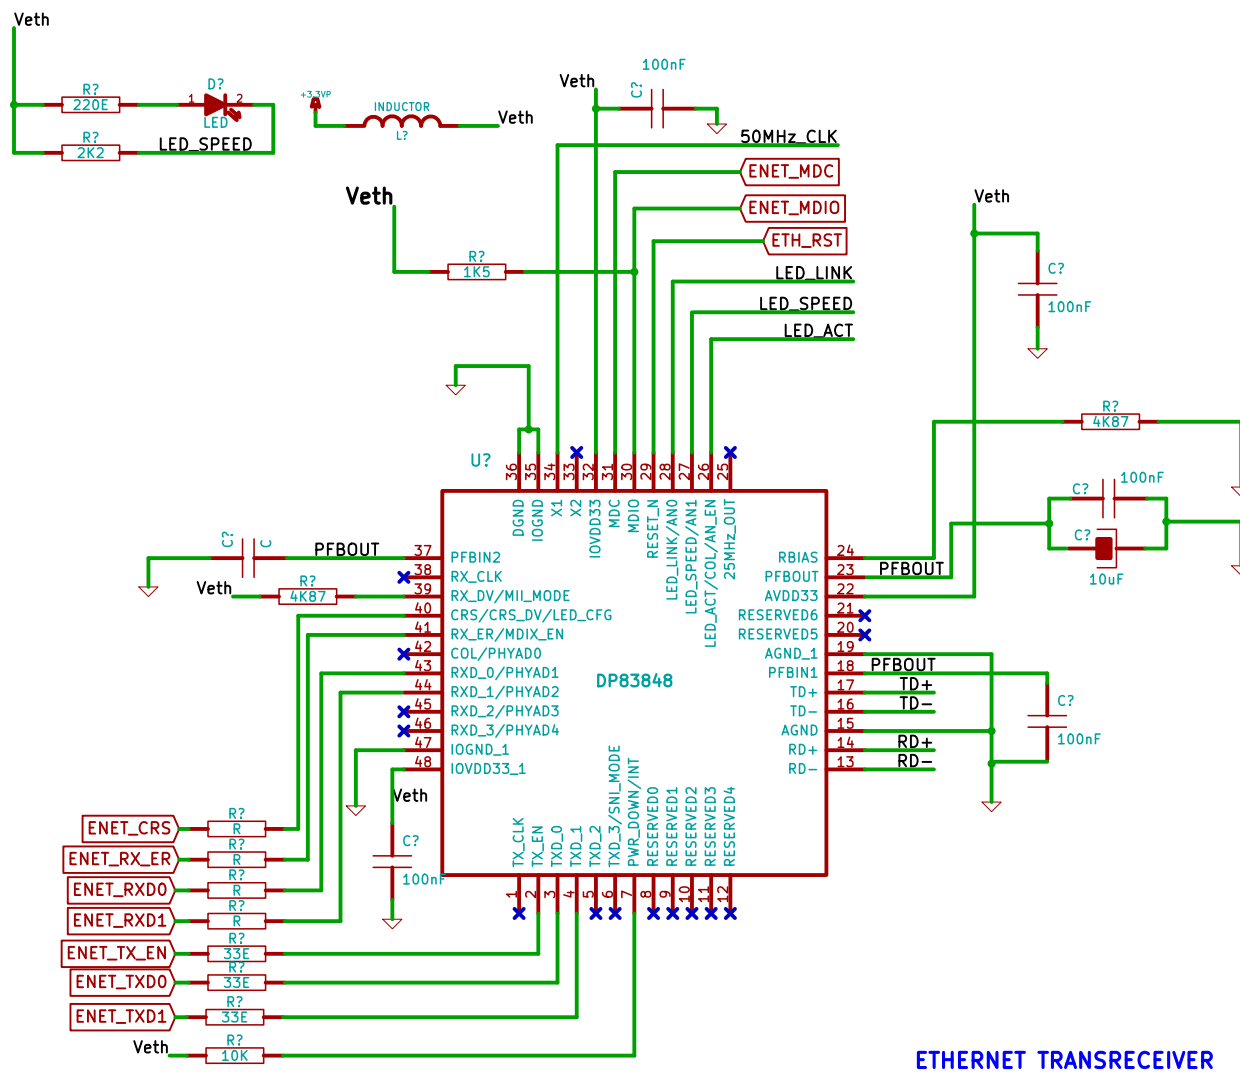 Veth
R?
220E
D?
1
2
LED
R?
2K2
LED_SPEED
+3.3VP
INDUCTOR
L?
Veth
Veth
100nF
C?
50MHz_CLK
ENET_MDC
ENET_MDIO
ETH_RST
LED_LINK
LED_SPEED
LED_ACT
Veth
R?
1K5
Veth
C?
100nF
R?
4K87
C?
100nF
C?
10uF
U?
36
35
34
33
32
31
30
29
28
27
26
25
DGND
IOGND
X1
X2
IOVDD33
MDC
MDIO
RESET_N
LED_LINK/AN0
LED_SPEED/AN1
LED_ACT/COL/AN_EN
25MHz_OUT
C?
C
PFBOUT
37 PFBIN2
38 RX_CLK
Veth
R?
4K87
39 RX_DV/MII_MODE
40 CRS/CRS_DV/LED_CFG
41 RX_ER/MDIX_EN
42 COL/PHYAD0
43 RXD_0/PHYAD1
44 RXD_1/PHYAD2
45 RXD_2/PHYAD3
46 RXD_3/PHYAD4
47 IOGND_1
48 IOVDD33_1
DP83848
RBIAS 24
PFBOUT 23 PFBOUT
AVDD33 22
RESERVED6 21
RESERVED5 20
AGND_1 19
PFBIN1 18 PFBOUT
TD+ 17 TD+
TD- 16 TD-
AGND 15
RD+ 14 RD+
RD- 13 RD-
C?
100nF
Veth
C?
100nF
TX_CLK
TX_EN
TXD_0
TXD_1
TXD_2
TXD_3/SNI_MODE
PWR_DOWN/INT
RESERVED0
RESERVED1
RESERVED2
RESERVED3
RESERVED4
1
2
3
4
5
6
7
8
9
10
11
12
ENET_CRS
R?
R
ENET_RX_ER
R?
R
ENET_RXD0
R?
R
ENET_RXD1
R?
R
ENET_TX_EN
R?
33E
ENET_TXD0
R?
33E
ENET_TXD1
R?
33E
Veth
R?
10K
ETHERNET TRANSRECEIVER